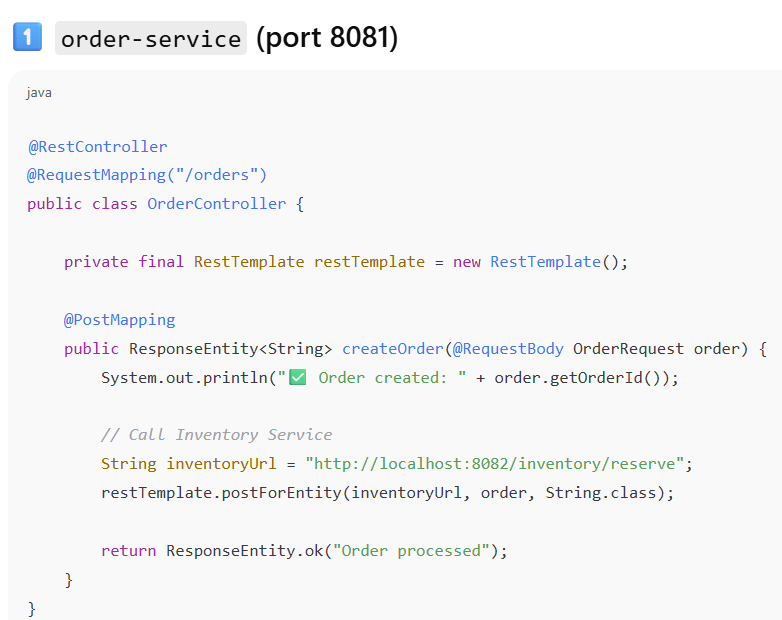 1️⃣ order-service (port 8081)
java
@RestController
@RequestMapping("/orders")
public class OrderController {
    private final RestTemplate restTemplate = new RestTemplate();
    @PostMapping
    public ResponseEntity<String> createOrder(@RequestBody OrderRequest order) {
        System.out.println("✅ Order created: " + order.getOrderId());
        // Call Inventory Service
        String inventoryUrl = "http://localhost:8082/inventory/reserve";
        restTemplate.postForEntity(inventoryUrl, order, String.class);
        return ResponseEntity.ok("Order processed");
    }
}